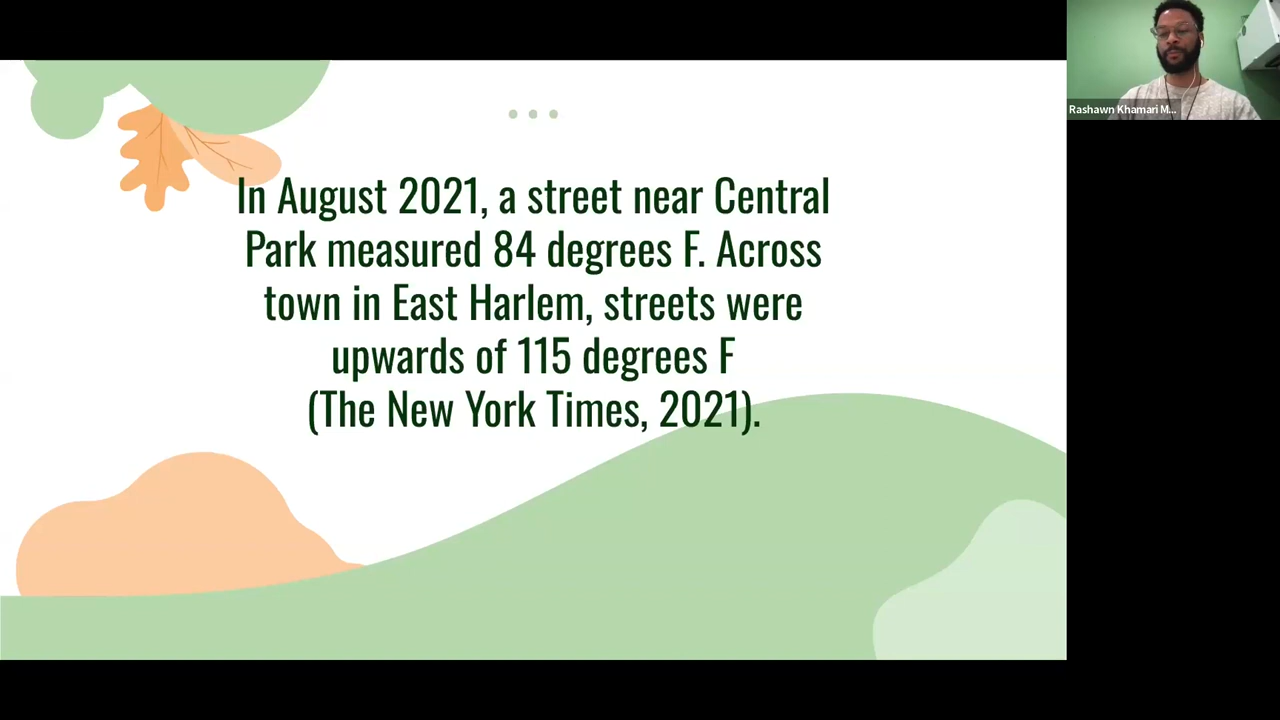 In August 2021, a street near Central
Park measured 84 degrees F. Across
town in East Harlem, streets were
upwards of 115 degrees F
(The New York Times, 2021).
Rashawn Khamari M...